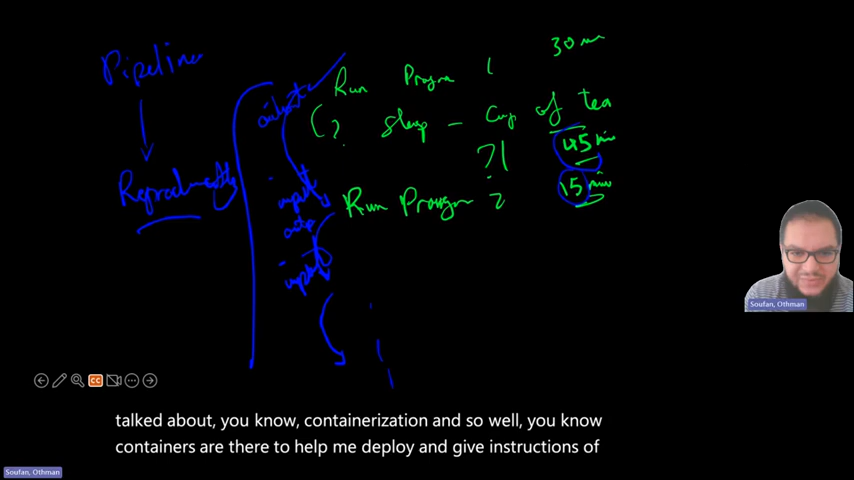 Pipeline
Run Progrm 1 30 mn
output
(? Sleep - Cup of tea
?! 45 min
15 min
Reproducibility
input
Run Program 2
output
input
Soufan, Othman
talked about, you know, containerization and so well, you know
containers are there to help me deploy and give instructions of
Soufan, Othman